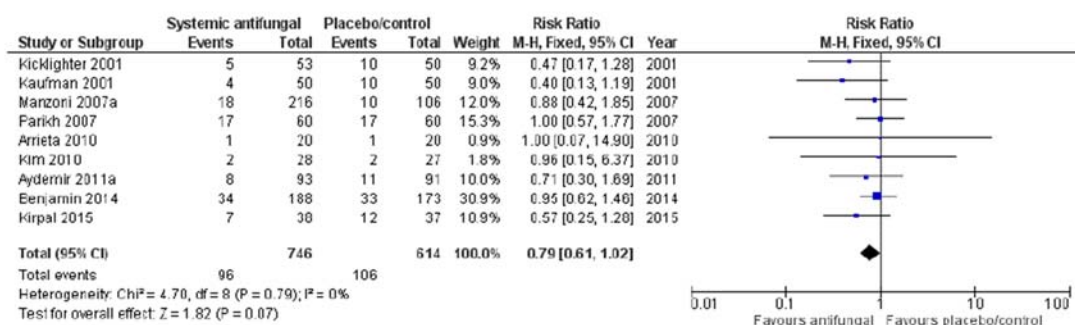 Systemic antifungal Placebo/control Risk Ratio Risk Ratio
Study or Subgroup Events Total Events Total Weight M-H, Fixed, 95% CI Year M-H, Fixed, 95% CI
Kicklighter 2001 5 53 10 50 9.2% 0.47 [0.17, 1.28] 2001
Kaufman 2001 4 50 10 50 9.0% 0.40 [0.13, 1.19] 2001
Manzoni 2007a 18 216 10 106 12.0% 0.88 [0.42, 1.85] 2007
Parikh 2007 17 60 17 60 15.3% 1.00 [0.57, 1.77] 2007
Arrieta 2010 1 20 1 20 0.9% 1.00 [0.07, 14.90] 2010
Kim 2010 2 28 2 27 1.8% 0.96 [0.15, 6.37] 2010
Aydemir 2011a 8 93 11 91 10.0% 0.71 [0.30, 1.69] 2011
Benjamin 2014 34 188 33 173 30.9% 0.95 [0.62, 1.46] 2014
Kirpal 2015 7 38 12 37 10.9% 0.57 [0.25, 1.28] 2015
Total (95% CI) 746 614 100.0% 0.79 [0.61, 1.02]
Total events 96 106
Heterogeneity: Chi² = 4.70, df = 8 (P = 0.79); I² = 0%
Test for overall effect: Z = 1.82 (P = 0.07)
0.01 0.1 1 10 100
Favours antifungal Favours placebo/control